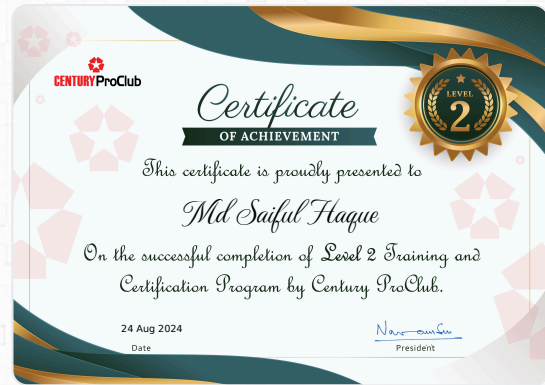 CENTURY ProClub
Certificate
OF ACHIEVEMENT
LEVEL
2
This certificate is proudly presented to
Md Saiful Haque
On the successful completion of Level 2 Training and
Certification Program by Century ProClub.
24 Aug 2024
Date
President